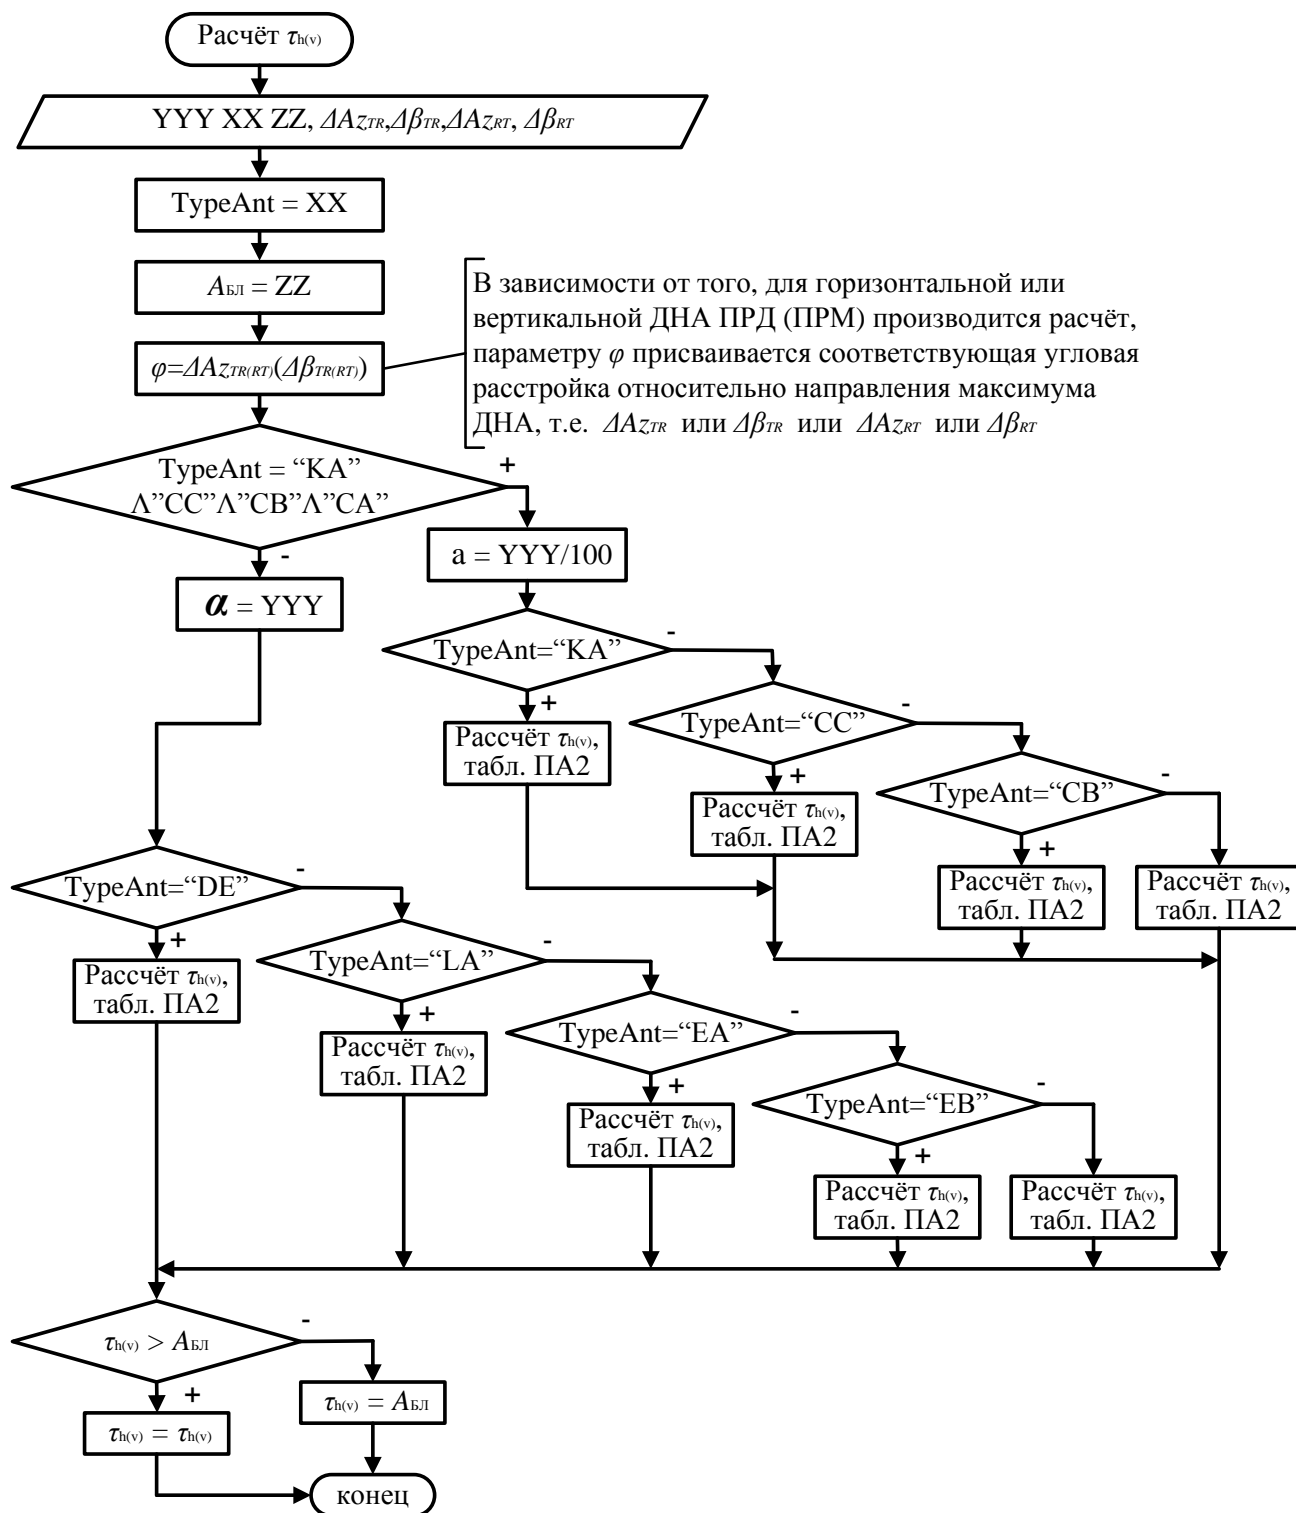 Расчёт τh(v)
YYY XX ZZ, ΔAzTR,ΔβTR,ΔAzRT, ΔβRT
TypeAnt = XX
AБЛ = ZZ
φ=ΔAzTR(RT)(ΔβTR(RT))
В зависимости от того, для горизонтальной или
вертикальной ДНА ПРД (ПРМ) производится расчёт,
параметру φ присваивается соответствующая угловая
расстройка относительно направления максимума
ДНА, т.е. ΔAzTR или ΔβTR или ΔAzRT или ΔβRT
TypeAnt = “KA”
Λ”CC”Λ”CB”Λ”CA”
+
-
a = YYY/100
α = YYY
TypeAnt=“KA”
-
+
Рассчёт τh(v),
табл. ПА2
TypeAnt=“CC”
-
+
Рассчёт τh(v),
табл. ПА2
TypeAnt=“CB”
-
+
Рассчёт τh(v),
табл. ПА2
Рассчёт τh(v),
табл. ПА2
TypeAnt=“DE”
-
+
Рассчёт τh(v),
табл. ПА2
TypeAnt=“LA”
-
+
Рассчёт τh(v),
табл. ПА2
TypeAnt=“EA”
-
+
Рассчёт τh(v),
табл. ПА2
TypeAnt=“EB”
-
+
Рассчёт τh(v),
табл. ПА2
Рассчёт τh(v),
табл. ПА2
τh(v) > AБЛ
-
+
τh(v) = AБЛ
τh(v) = τh(v)
конец